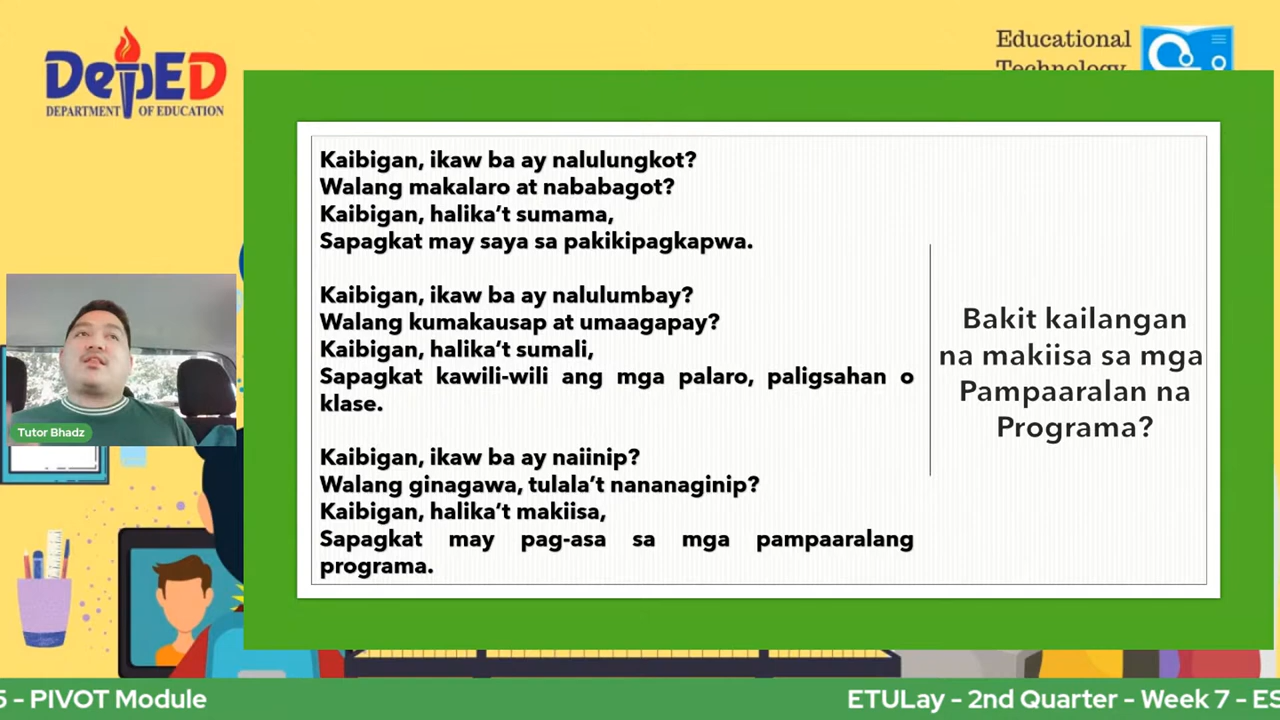 DepED
DEPARTMENT OF EDUCATION
Educational
Technology
Kaibigan, ikaw ba ay nalulungkot?
Walang makalaro at nababagot?
Kaibigan, halika’t sumama,
Sapagkat may saya sa pakikipagkapwa.
Kaibigan, ikaw ba ay nalulumbay?
Walang kumakausap at umaagapay?
Kaibigan, halika’t sumali,
Sapagkat kawili-wili ang mga palaro, paligsahan o
klase.
Kaibigan, ikaw ba ay naiinip?
Walang ginagawa, tulala’t nananaginip?
Kaibigan, halika’t makiisa,
Sapagkat may pag-asa sa mga pampaaralang
programa.
Bakit kailangan
na makiisa sa mga
Pampaaralan na
Programa?
Tutor Bhadz
5 - PIVOT Module
ETULay - 2nd Quarter - Week 7 - ES